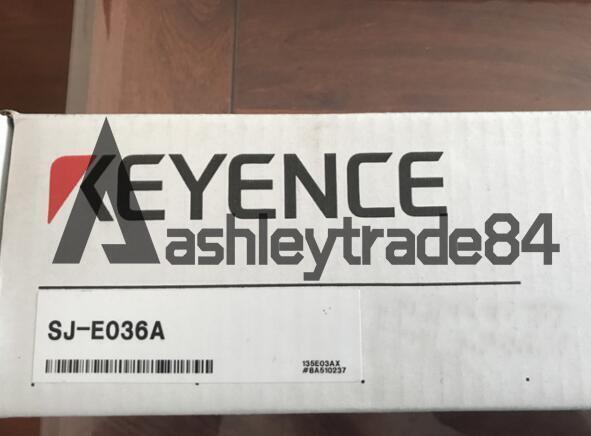 KEYENCE
ashleytrade84
SJ-E036A
135E03AX
#BA510237